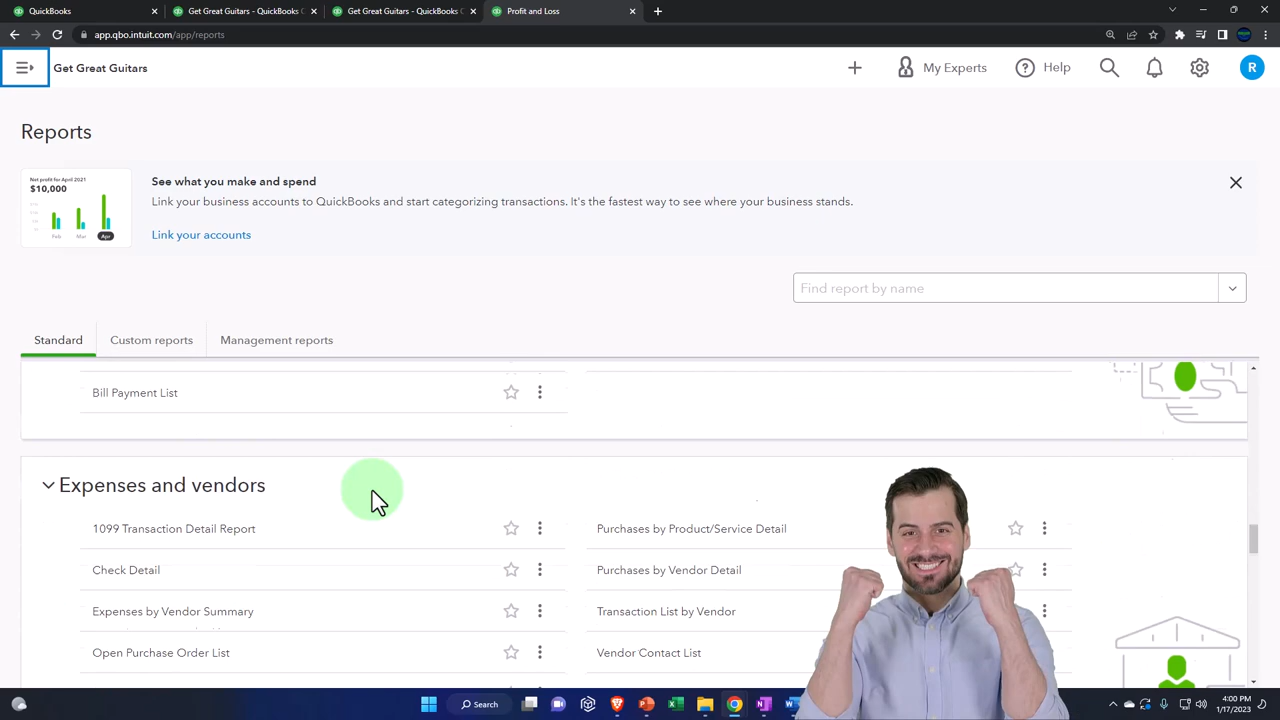 QuickBooks
Get Great Guitars - QuickBooks C
Get Great Guitars - QuickBooks C
Profit and Loss
app.qbo.intuit.com/app/reports
Get Great Guitars
My Experts
Help
R
Reports
Net profit for April 2021
$10,000
Feb
Mar
Apr
See what you make and spend
Link your business accounts to QuickBooks and start categorizing transactions. It's the fastest way to see where your business stands.
Link your accounts
Find report by name
Standard
Custom reports
Management reports
Bill Payment List
Expenses and vendors
1099 Transaction Detail Report
Purchases by Product/Service Detail
Check Detail
Purchases by Vendor Detail
Expenses by Vendor Summary
Transaction List by Vendor
Open Purchase Order List
Vendor Contact List
Search
4:00 PM
1/17/2023